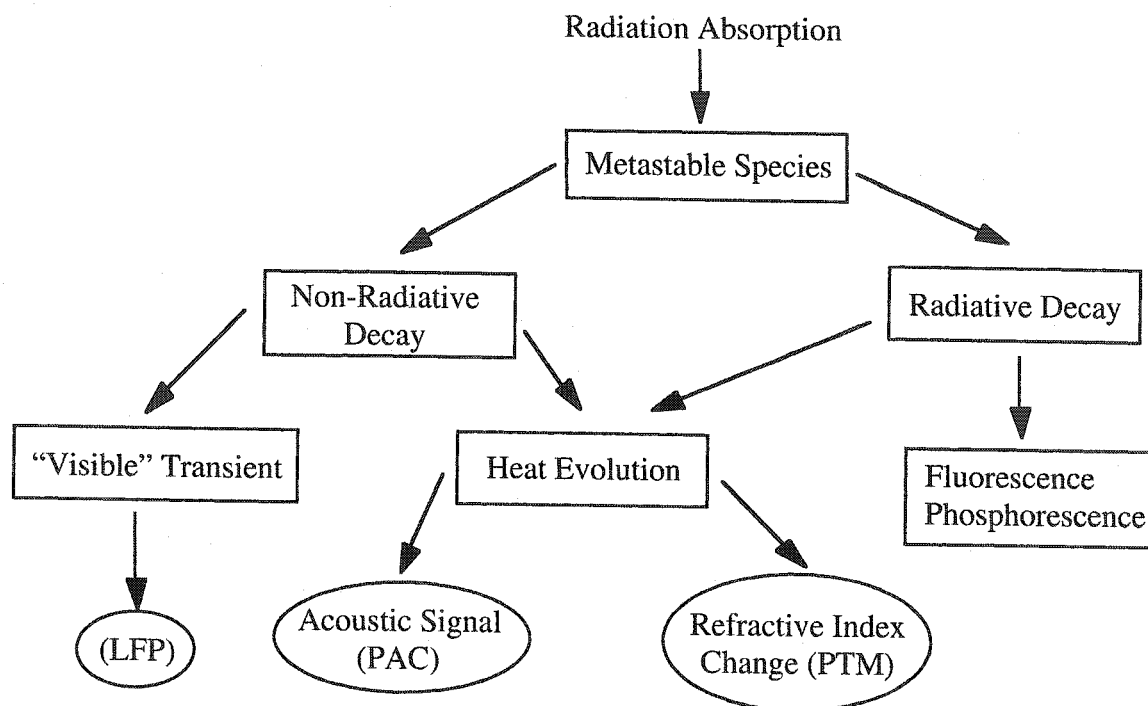 Radiation Absorption
Metastable Species
Non-Radiative
Decay
Radiative Decay
“Visible” Transient
Heat Evolution
Fluorescence
Phosphorescence
(LFP)
Acoustic Signal
(PAC)
Refractive Index
Change (PTM)